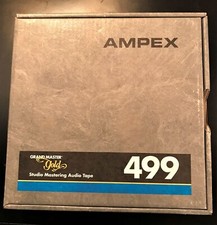 AMPEX
GRAND MASTER
Gold
Studio Mastering Audio Tape
499